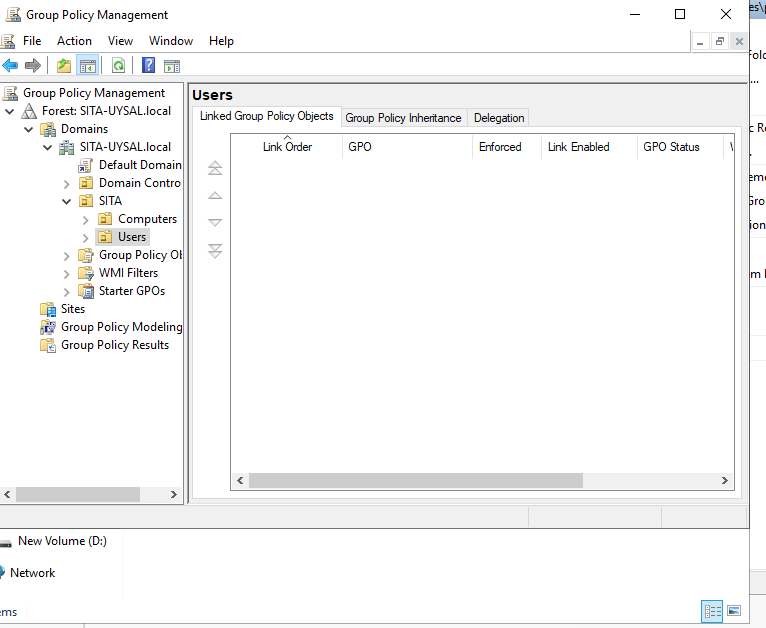 Group Policy Management
File Action View Window Help
Group Policy Management
Forest: SITA-UYSAL.local
Domains
SITA-UYSAL.local
Default Domain
Domain Contro
SITA
Computers
Users
Group Policy Ob
WMI Filters
Starter GPOs
Sites
Group Policy Modeling
Group Policy Results
Users
Linked Group Policy Objects Group Policy Inheritance Delegation
Link Order GPO Enforced Link Enabled GPO Status
New Volume (D:)
Network
ems